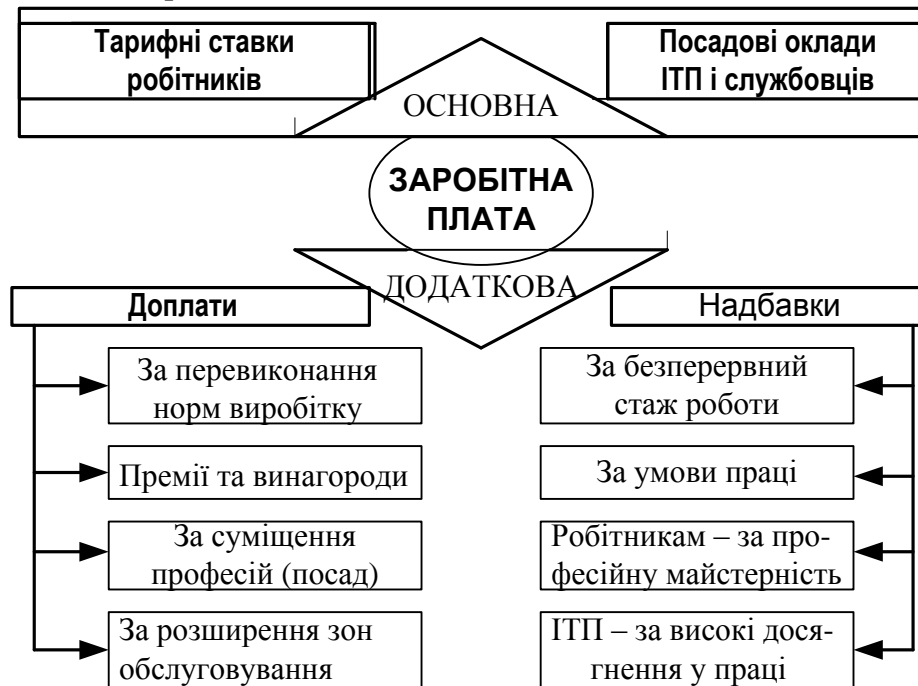 Тарифні ставки
робітників
Посадові оклади
ІТП і службовців
ОСНОВНА
ЗАРОБІТНА
ПЛАТА
ДОДАТКОВА
Доплати
Надбавки
За перевиконання
норм виробітку
Премії та винагороди
За суміщення
професій (посад)
За розширення зон
обслуговування
За безперервний
стаж роботи
За умови праці
Робітникам – за про-
фесійну майстерність
ІТП – за високі дося-
гнення у праці